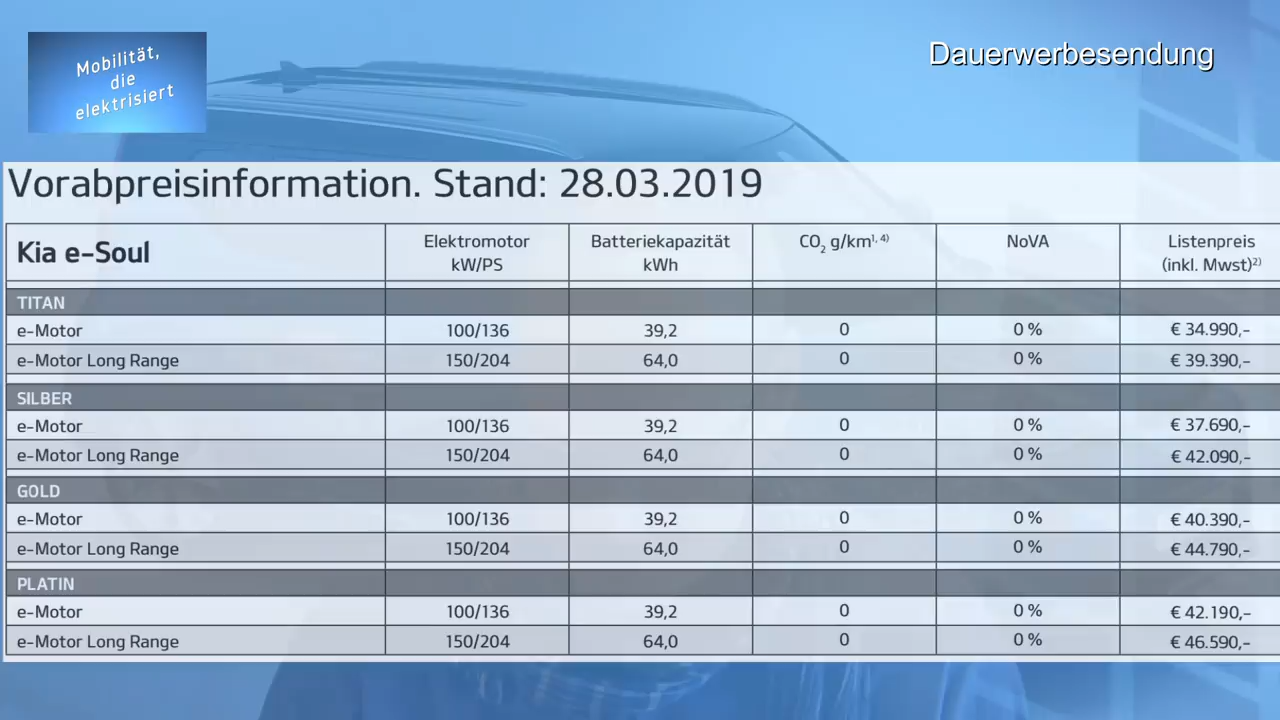 Mobilität,
die
elektrisiert
Dauerwerbesendung
Vorabpreisinformation. Stand: 28.03.2019
Kia e-Soul Elektromotor kW/PS Batteriekapazität kWh CO₂ g/km¹˒ ⁴⁾ NoVA Listenpreis (inkl. Mwst)²⁾
TITAN
e-Motor 100/136 39,2 0 0 % € 34.990,-
e-Motor Long Range 150/204 64,0 0 0 % € 39.390,-
SILBER
e-Motor 100/136 39,2 0 0 % € 37.690,-
e-Motor Long Range 150/204 64,0 0 0 % € 42.090,-
GOLD
e-Motor 100/136 39,2 0 0 % € 40.390,-
e-Motor Long Range 150/204 64,0 0 0 % € 44.790,-
PLATIN
e-Motor 100/136 39,2 0 0 % € 42.190,-
e-Motor Long Range 150/204 64,0 0 0 % € 46.590,-